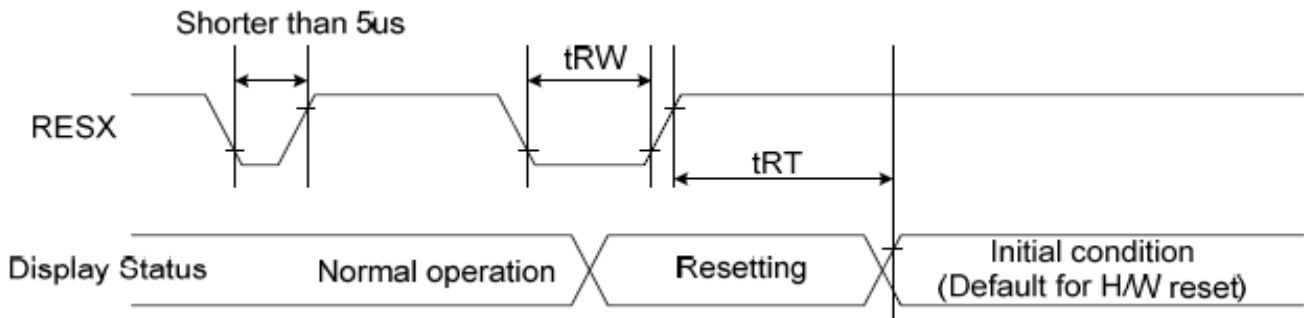 Shorter than 5us
tRW
RESX
tRT
Display Status
Normal operation
Resetting
Initial condition
(Default for H/W reset)